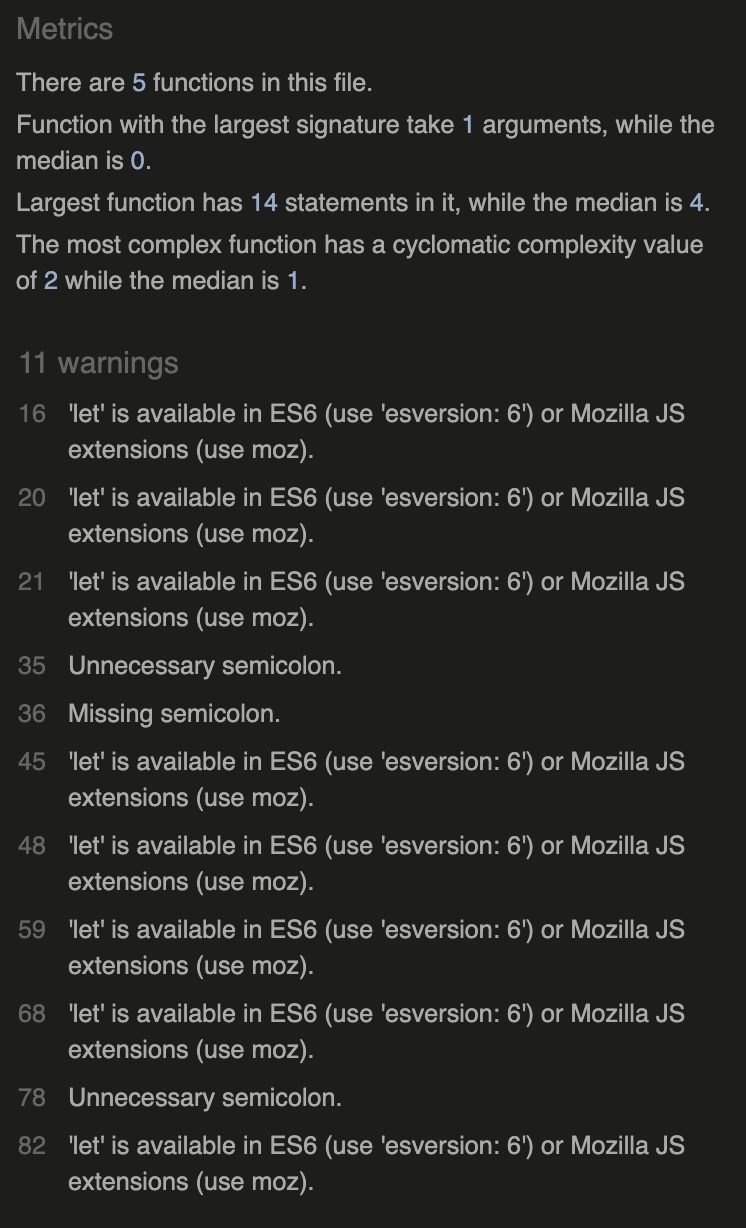 Metrics
There are 5 functions in this file.
Function with the largest signature take 1 arguments, while the
median is 0.
Largest function has 14 statements in it, while the median is 4.
The most complex function has a cyclomatic complexity value
of 2 while the median is 1.
11 warnings
16 'let' is available in ES6 (use 'esversion: 6') or Mozilla JS
extensions (use moz).
20 'let' is available in ES6 (use 'esversion: 6') or Mozilla JS
extensions (use moz).
21 'let' is available in ES6 (use 'esversion: 6') or Mozilla JS
extensions (use moz).
35 Unnecessary semicolon.
36 Missing semicolon.
45 'let' is available in ES6 (use 'esversion: 6') or Mozilla JS
extensions (use moz).
48 'let' is available in ES6 (use 'esversion: 6') or Mozilla JS
extensions (use moz).
59 'let' is available in ES6 (use 'esversion: 6') or Mozilla JS
extensions (use moz).
68 'let' is available in ES6 (use 'esversion: 6') or Mozilla JS
extensions (use moz).
78 Unnecessary semicolon.
82 'let' is available in ES6 (use 'esversion: 6') or Mozilla JS
extensions (use moz).